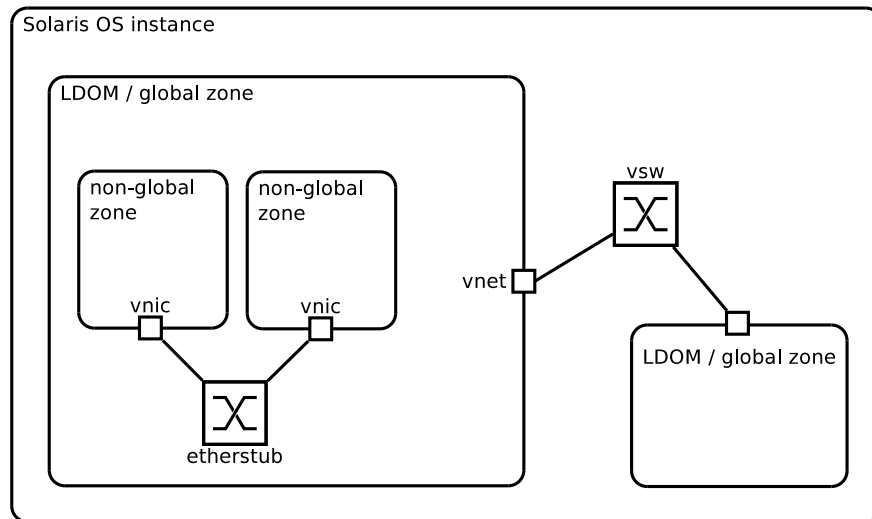 Solaris OS instance
LDOM / global zone
non-global
zone
non-global
zone
vnic
vnic
etherstub
vnet
vsw
LDOM / global zone